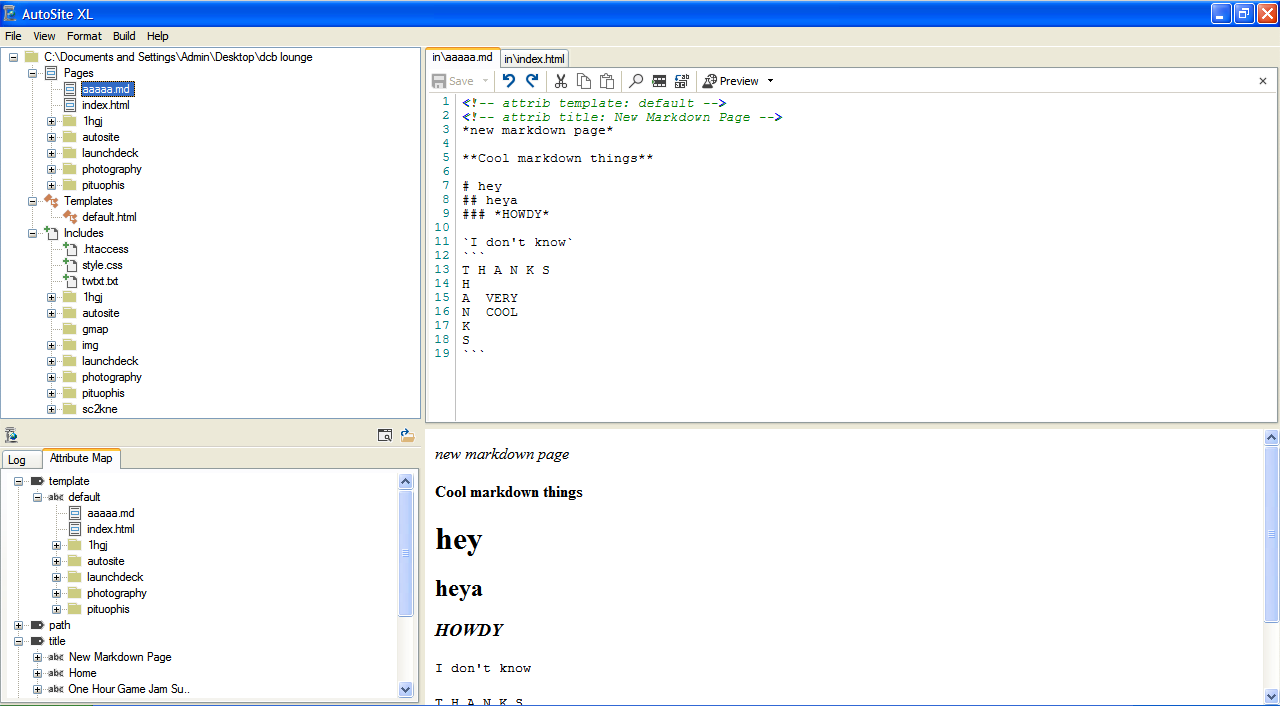 AutoSite XL
File View Format Build Help
C:\Documents and Settings\Admin\Desktop\dcb lounge
Pages
aaaaa.md
index.html
1hgj
autosite
launchdeck
photography
pituophis
Templates
default.html
Includes
.htaccess
style.css
twtxt.txt
1hgj
autosite
gmap
img
launchdeck
photography
pituophis
sc2kne
in\aaaaa.md in\index.html
Save Preview
1 <!-- attrib template: default -->
2 <!-- attrib title: New Markdown Page -->
3 *new markdown page*
4
5 **Cool markdown things**
6
7 # hey
8 ## heya
9 ### *HOWDY*
10
11 `I don't know`
12 ```
13 T H A N K S
14 H
15 A  VERY
16 N  COOL
17 K
18 S
19 ```
Log Attribute Map
template
abc default
aaaaa.md
index.html
1hgj
autosite
launchdeck
photography
pituophis
path
title
abc New Markdown Page
abc Home
abc One Hour Game Jam Su..
new markdown page
Cool markdown things
hey
heya
HOWDY
I don't know
T H A N K S